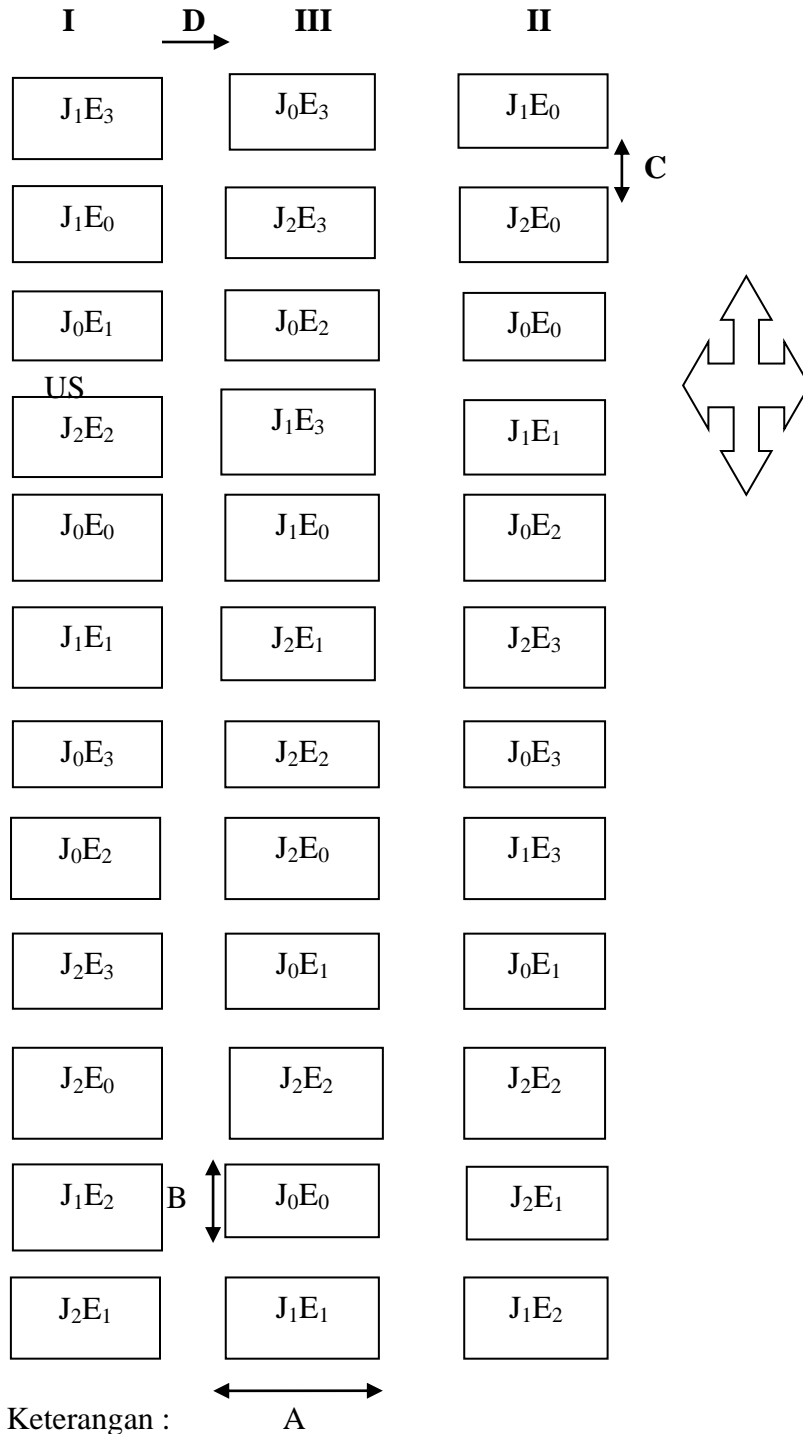 I D III II
J₁E₃ J₀E₃ J₁E₀
C
J₁E₀ J₂E₃ J₂E₀
J₀E₁ J₀E₂ J₀E₀
US
J₂E₂ J₁E₃ J₁E₁
J₀E₀ J₁E₀ J₀E₂
J₁E₁ J₂E₁ J₂E₃
J₀E₃ J₂E₂ J₀E₃
J₀E₂ J₂E₀ J₁E₃
J₂E₃ J₀E₁ J₀E₁
J₂E₀ J₂E₂ J₂E₂
J₁E₂ B J₀E₀ J₂E₁
J₂E₁ J₁E₁ J₁E₂
Keterangan : A